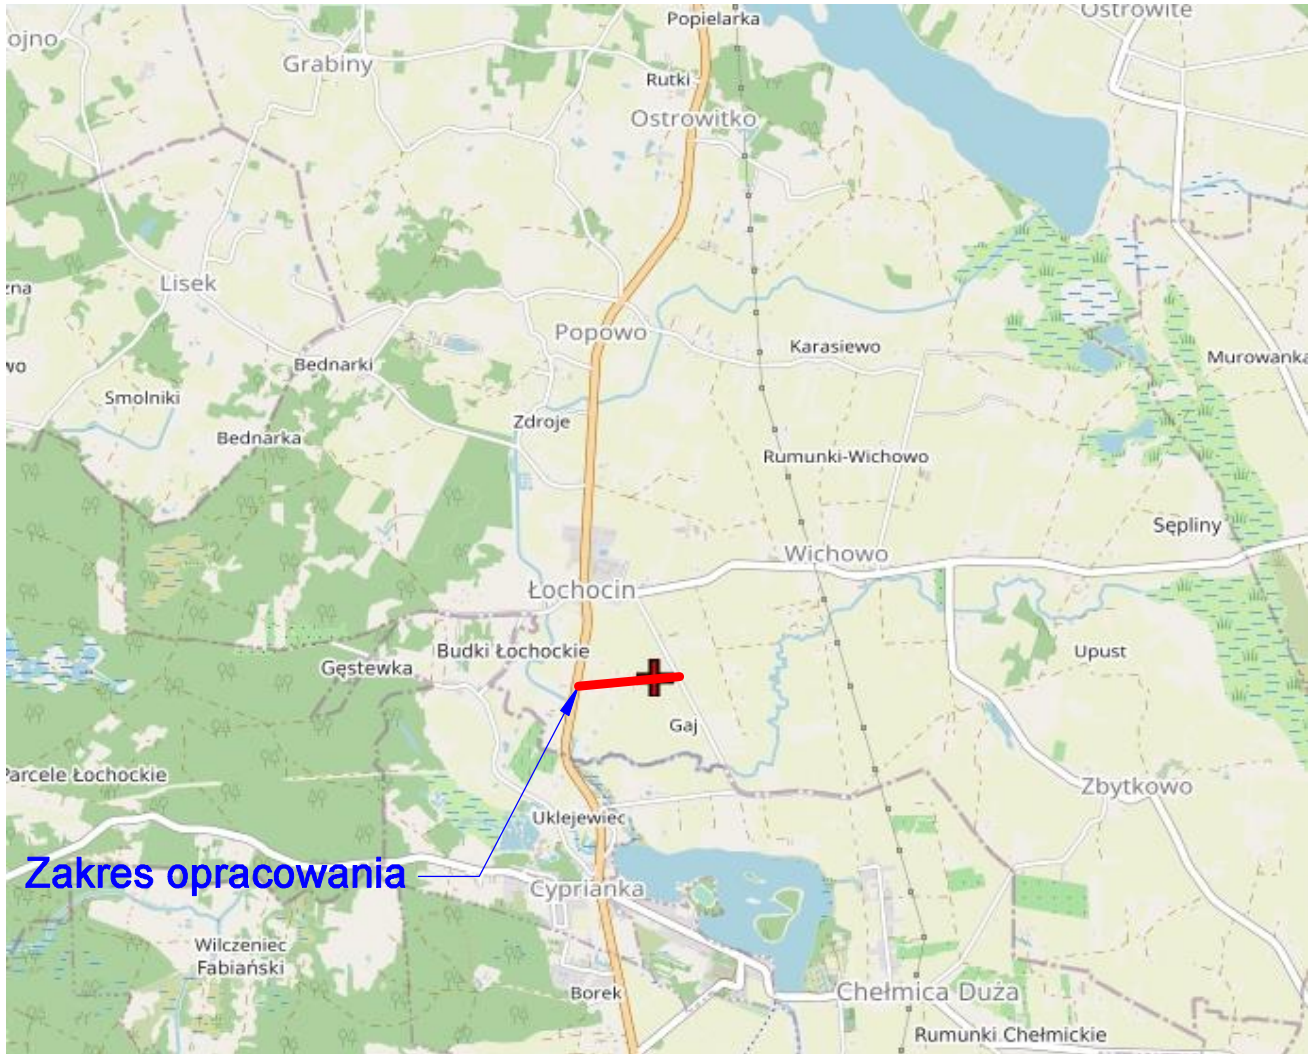 Popielarka
Ostrowite
ojno
Grabiny
Rutki
Ostrowitko
Lisek
zna
Popowo
Karasiewo
Murowanka
wo
Bednarki
Smolniki
Zdroje
Bednarka
Rumunki-Wichowo
Sępliny
Wichowo
Łochocin
Budki Łochockie
Upust
Gęstewka
Gaj
Parcele Łochockie
Zbytkowo
Uklejewiec
Zakres opracowania
Cyprianka
Wilczeniec
Fabiański
Borek
Chełmica Duża
Rumunki Chełmickie